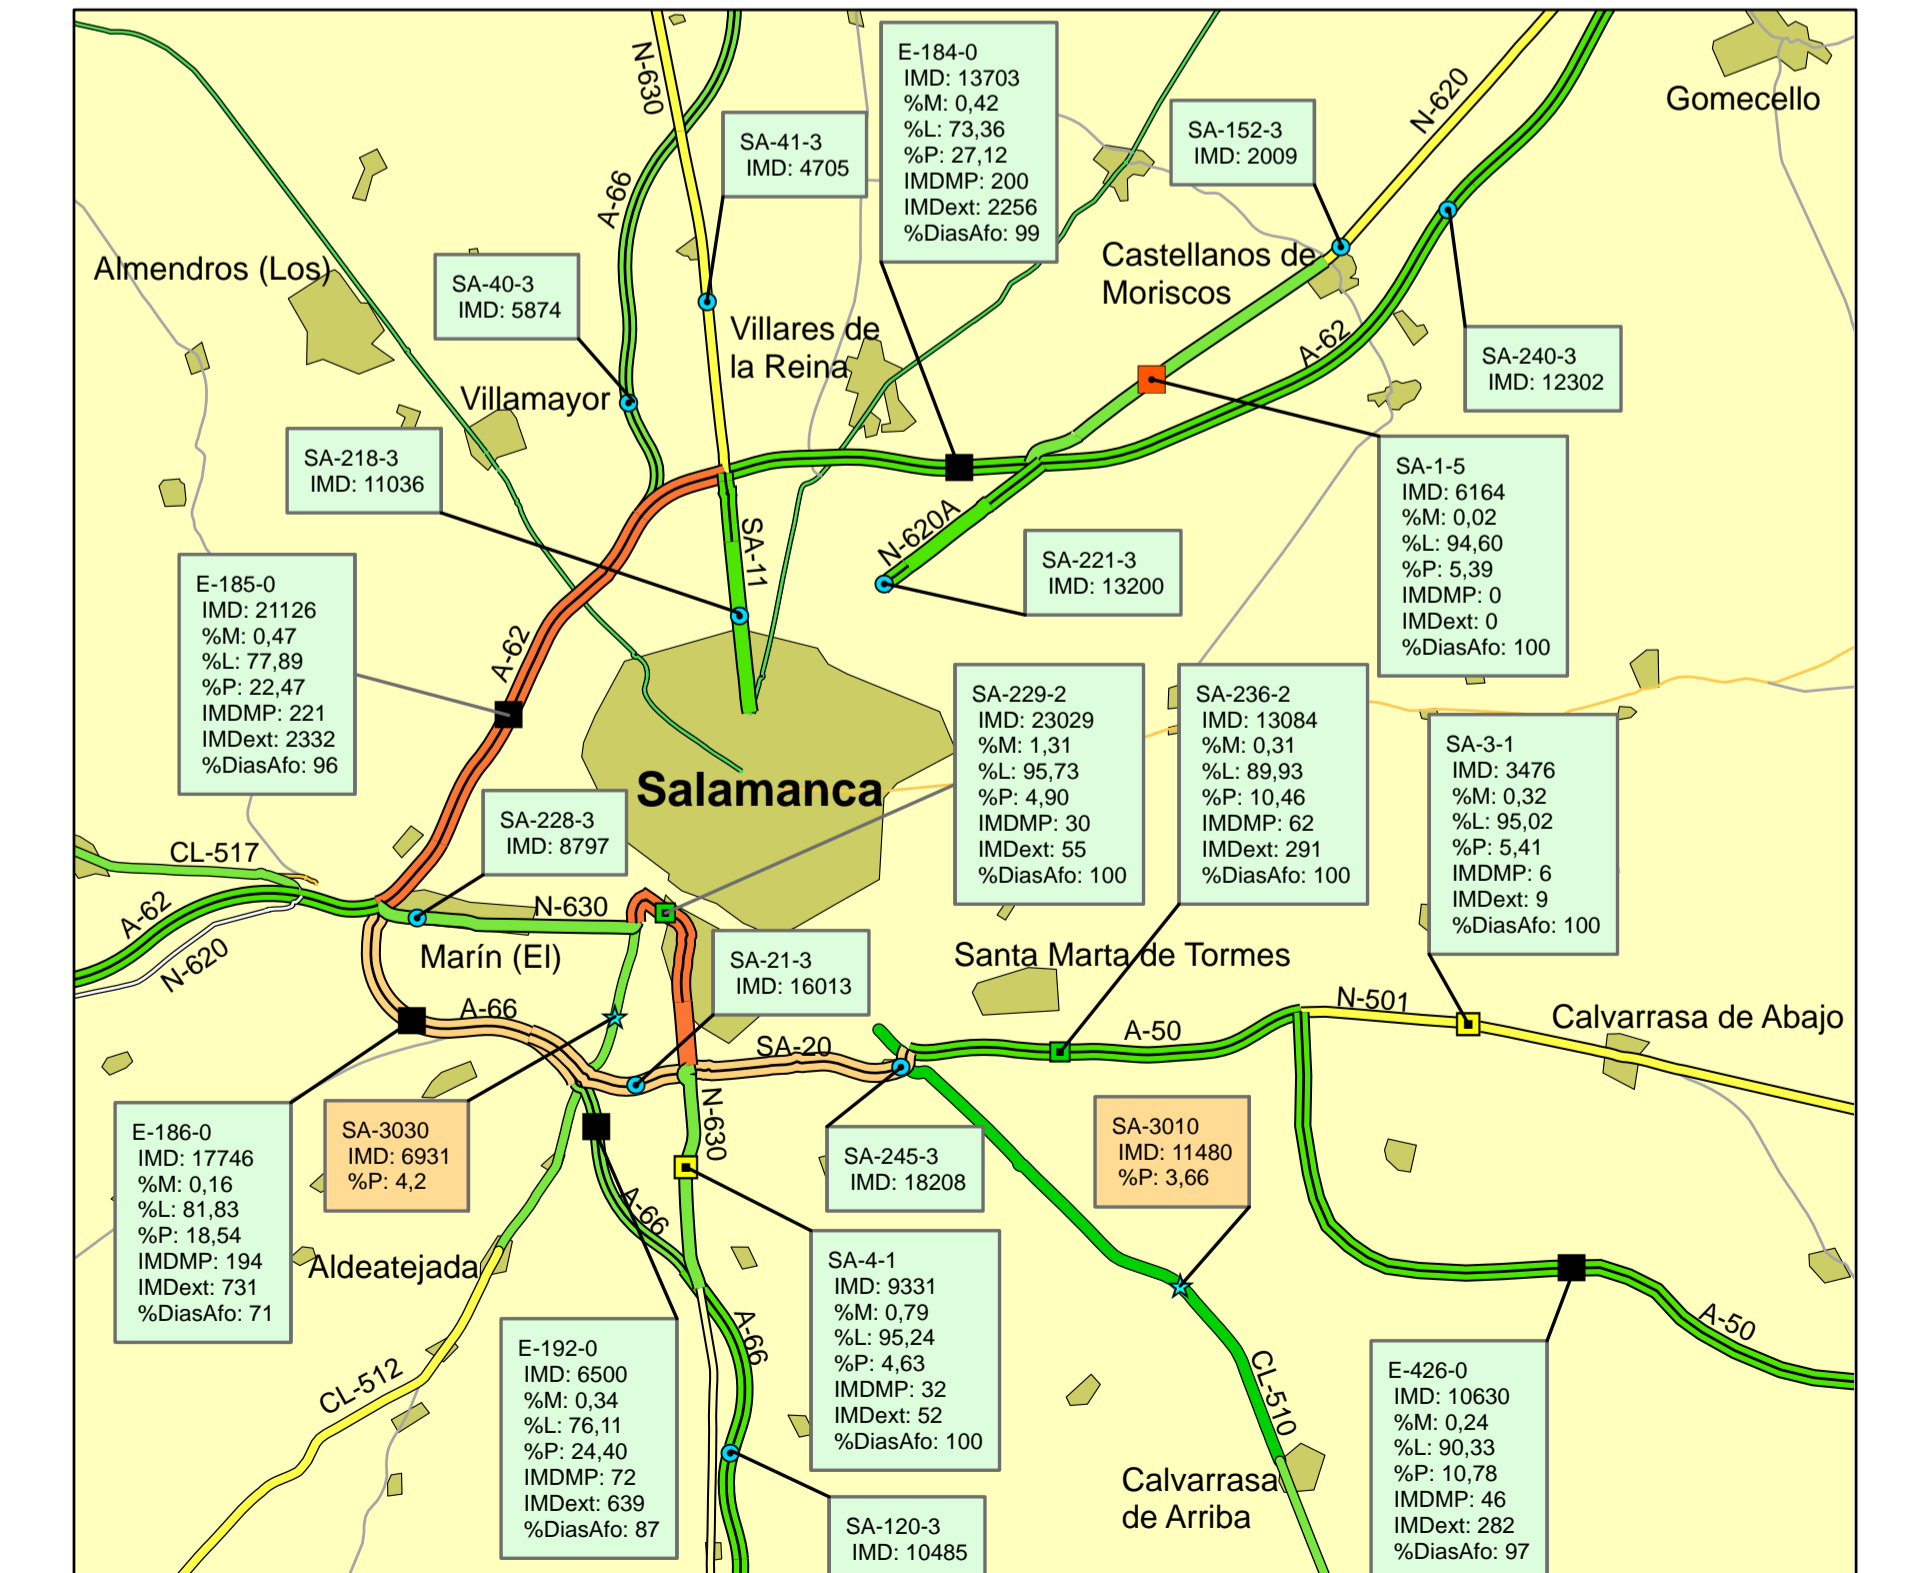 N-630
E-184-0
IMD: 13703
%M: 0,42
%L: 73,36
%P: 27,12
IMDMP: 200
IMDext: 2256
%DiasAfo: 99
N-620
Gomecello
SA-41-3
IMD: 4705
SA-152-3
IMD: 2009
A-66
Almendros (Los)
SA-40-3
IMD: 5874
Castellanos de
Moriscos
Villares de
la Reina
A-62
SA-240-3
IMD: 12302
Villamayor
SA-218-3
IMD: 11036
SA-1-5
IMD: 6164
%M: 0,02
%L: 94,60
%P: 5,39
IMDMP: 0
IMDext: 0
%DiasAfo: 100
N-620A
SA-11
SA-221-3
IMD: 13200
E-185-0
IMD: 21126
%M: 0,47
%L: 77,89
%P: 22,47
IMDMP: 221
IMDext: 2332
%DiasAfo: 96
A-62
SA-229-2
IMD: 23029
%M: 1,31
%L: 95,73
%P: 4,90
IMDMP: 30
IMDext: 55
%DiasAfo: 100
SA-236-2
IMD: 13084
%M: 0,31
%L: 89,93
%P: 10,46
IMDMP: 62
IMDext: 291
%DiasAfo: 100
SA-3-1
IMD: 3476
%M: 0,32
%L: 95,02
%P: 5,41
IMDMP: 6
IMDext: 9
%DiasAfo: 100
Salamanca
SA-228-3
IMD: 8797
CL-517
A-62
N-620
N-630
Marín (El)
SA-21-3
IMD: 16013
Santa Marta de Tormes
A-66
SA-20
A-50
N-501
Calvarrasa de Abajo
E-186-0
IMD: 17746
%M: 0,16
%L: 81,83
%P: 18,54
IMDMP: 194
IMDext: 731
%DiasAfo: 71
SA-3030
IMD: 6931
%P: 4,2
N-630
SA-245-3
IMD: 18208
SA-3010
IMD: 11480
%P: 3,66
A-66
Aldeatejada
SA-4-1
IMD: 9331
%M: 0,79
%L: 95,24
%P: 4,63
IMDMP: 32
IMDext: 52
%DiasAfo: 100
A-66
A-50
E-192-0
IMD: 6500
%M: 0,34
%L: 76,11
%P: 24,40
IMDMP: 72
IMDext: 639
%DiasAfo: 87
CL-512
CL-510
E-426-0
IMD: 10630
%M: 0,24
%L: 90,33
%P: 10,78
IMDMP: 46
IMDext: 282
%DiasAfo: 97
Calvarrasa
de Arriba
SA-120-3
IMD: 10485